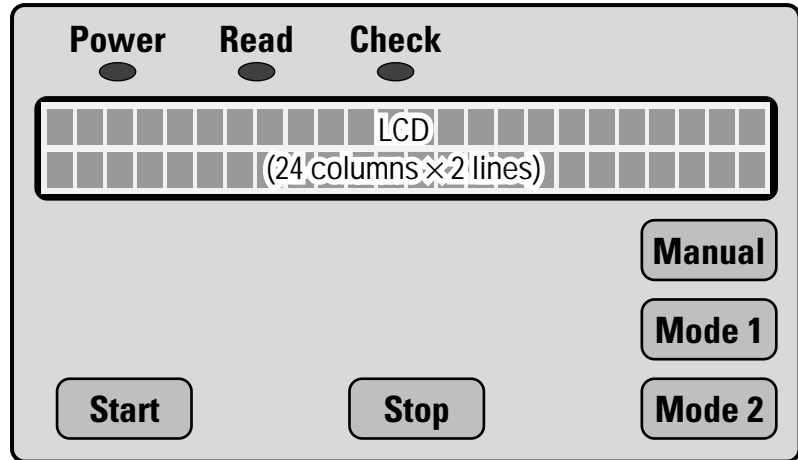 Power Read Check
LCD
(24 columns × 2 lines)
Manual
Mode 1
Start Stop Mode 2